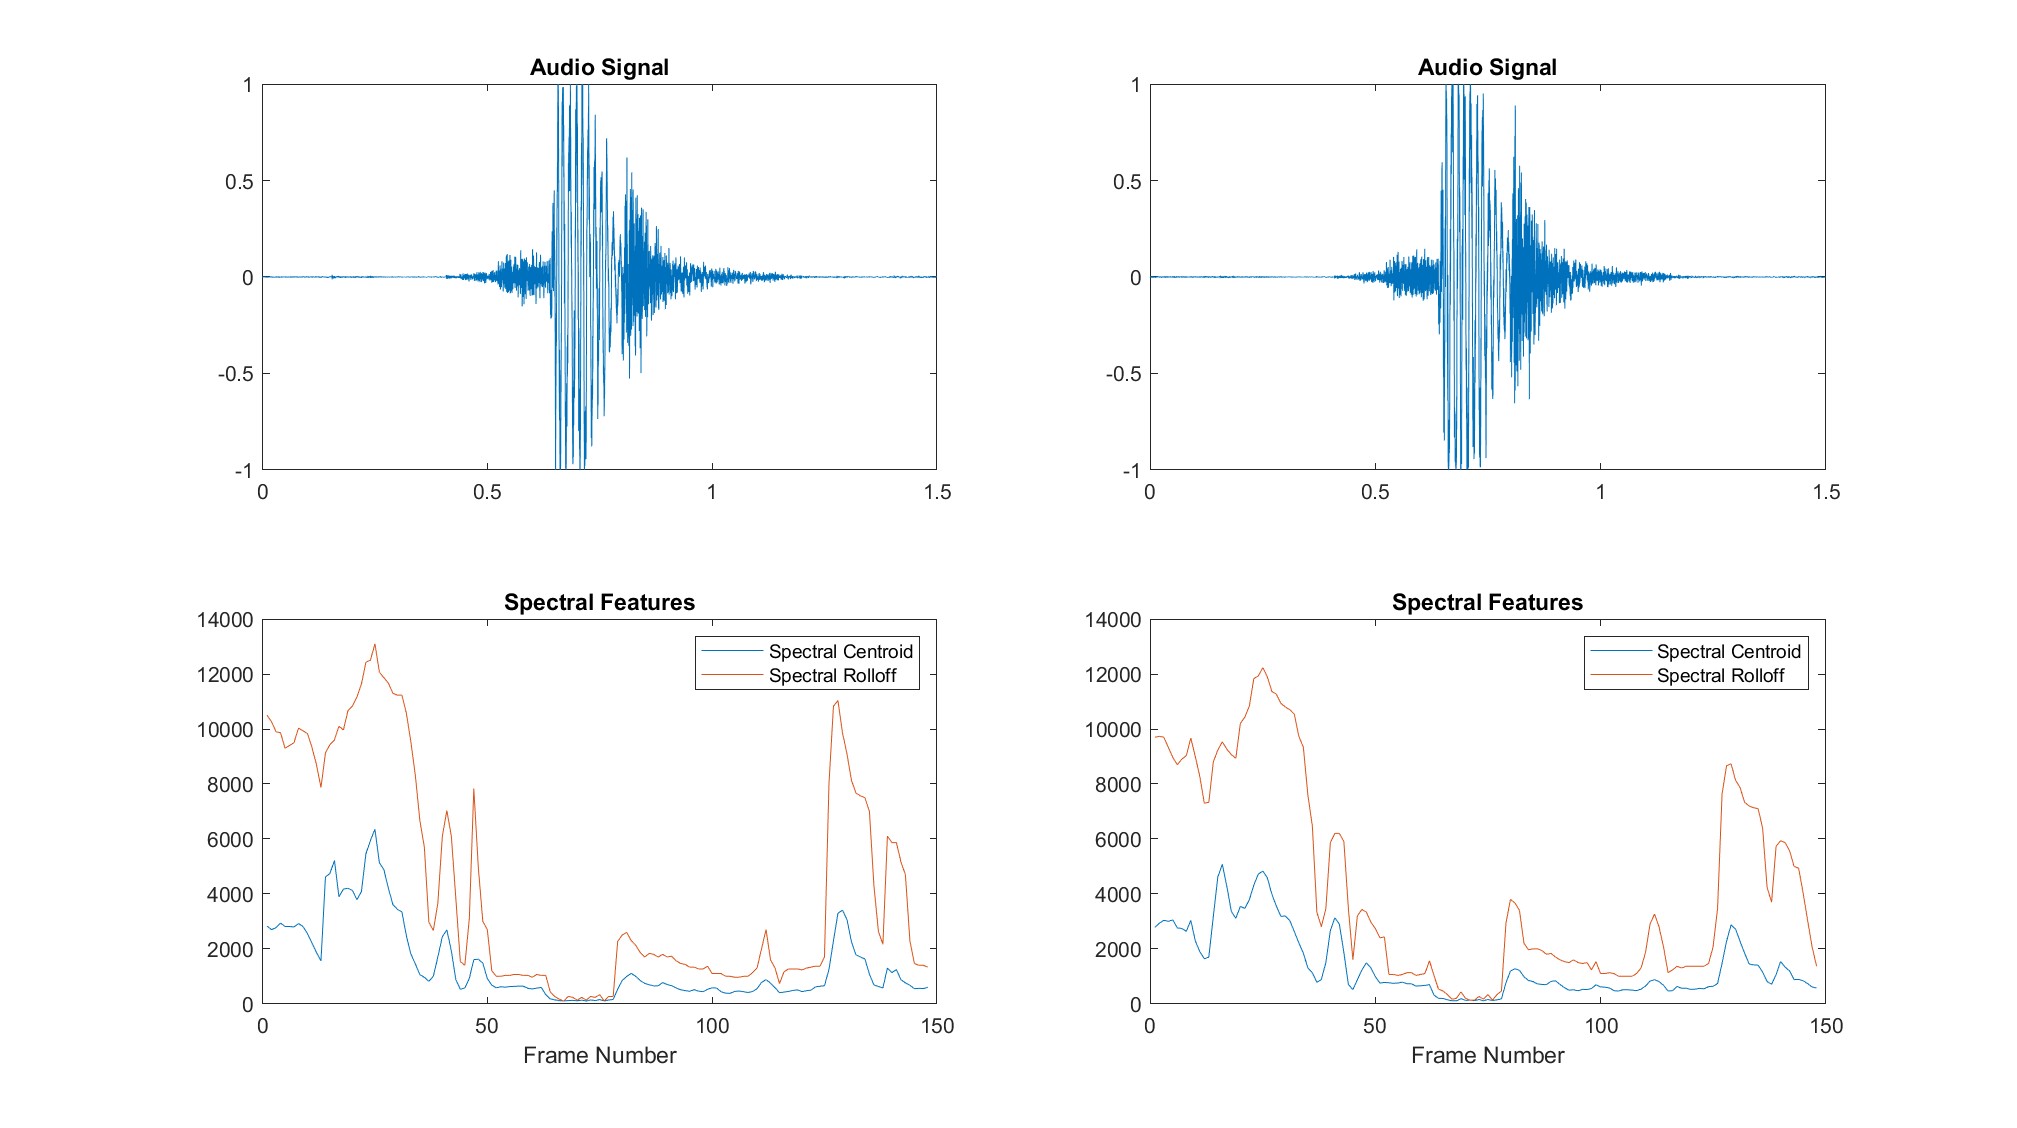 Audio Signal
1
0.5
0
-0.5
-1
0 0.5 1 1.5
Audio Signal
1
0.5
0
-0.5
-1
0 0.5 1 1.5
Spectral Features
14000
12000
10000
8000
6000
4000
2000
0
Spectral Centroid
Spectral Rolloff
0 50 100 150
Frame Number
Spectral Features
14000
12000
10000
8000
6000
4000
2000
0
Spectral Centroid
Spectral Rolloff
0 50 100 150
Frame Number